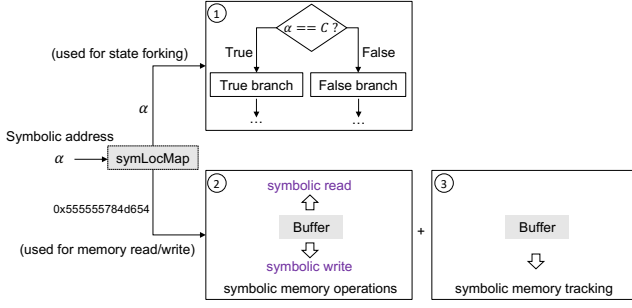 1
α == C ?
True
False
(used for state forking)
True branch
False branch
...
...
α
Symbolic address
α
symLocMap
2
3
symbolic read
0x555555784d654
Buffer
+
Buffer
(used for memory read/write)
symbolic write
symbolic memory operations
symbolic memory tracking